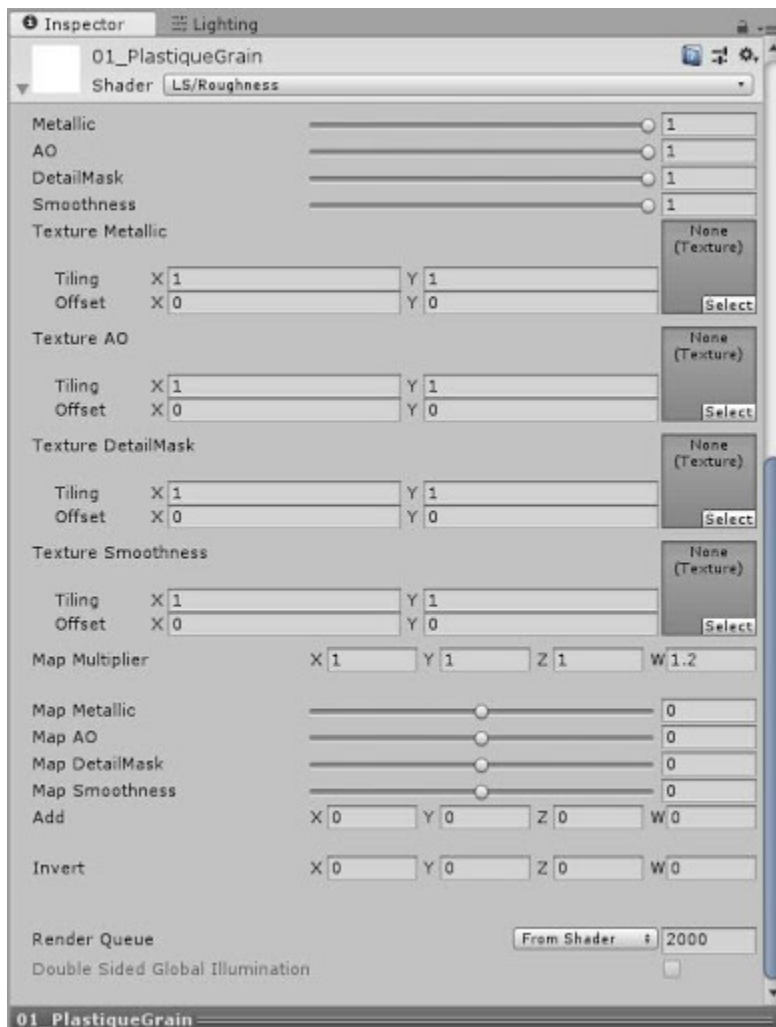 Inspector Lighting
01_PlastiqueGrain
Shader LS/Roughness
Metallic 1
AO 1
DetailMask 1
Smoothness 1
Texture Metallic None
(Texture)
Tiling X 1 Y 1
Offset X 0 Y 0 Select
Texture AO None
(Texture)
Tiling X 1 Y 1
Offset X 0 Y 0 Select
Texture DetailMask None
(Texture)
Tiling X 1 Y 1
Offset X 0 Y 0 Select
Texture Smoothness None
(Texture)
Tiling X 1 Y 1
Offset X 0 Y 0 Select
Map Multiplier X 1 Y 1 Z 1 W 1.2
Map Metallic 0
Map AO 0
Map DetailMask 0
Map Smoothness 0
Add X 0 Y 0 Z 0 W 0
Invert X 0 Y 0 Z 0 W 0
Render Queue From Shader 2000
Double Sided Global Illumination
01_PlastiqueGrain